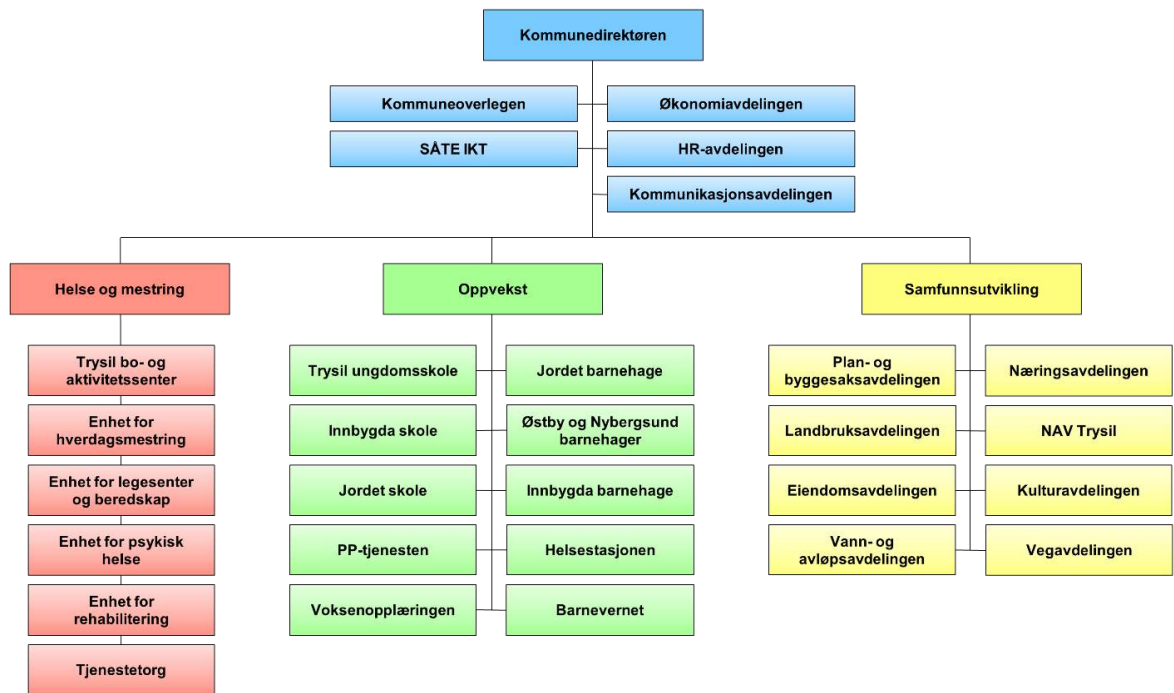 Kommunedirektøren
Kommuneoverlegen
Økonomiavdelingen
SÅTE IKT
HR-avdelingen
Kommunikasjonsavdelingen
Helse og mestring
Trysil bo- og
aktivitetssenter
Enhet for
hverdagsmestring
Enhet for legesenter
og beredskap
Enhet for psykisk
helse
Enhet for
rehabilitering
Tjenestetorg
Oppvekst
Trysil ungdomsskole
Jordet barnehage
Innbygda skole
Østby og Nybergsund
barnehager
Jordet skole
Innbygda barnehage
PP-tjenesten
Helsestasjonen
Voksenopplæringen
Barnevernet
Samfunnsutvikling
Plan- og
byggesaksavdelingen
Næringsavdelingen
Landbruksavdelingen
NAV Trysil
Eiendomsavdelingen
Kulturavdelingen
Vann- og
avløpsavdelingen
Vegavdelingen